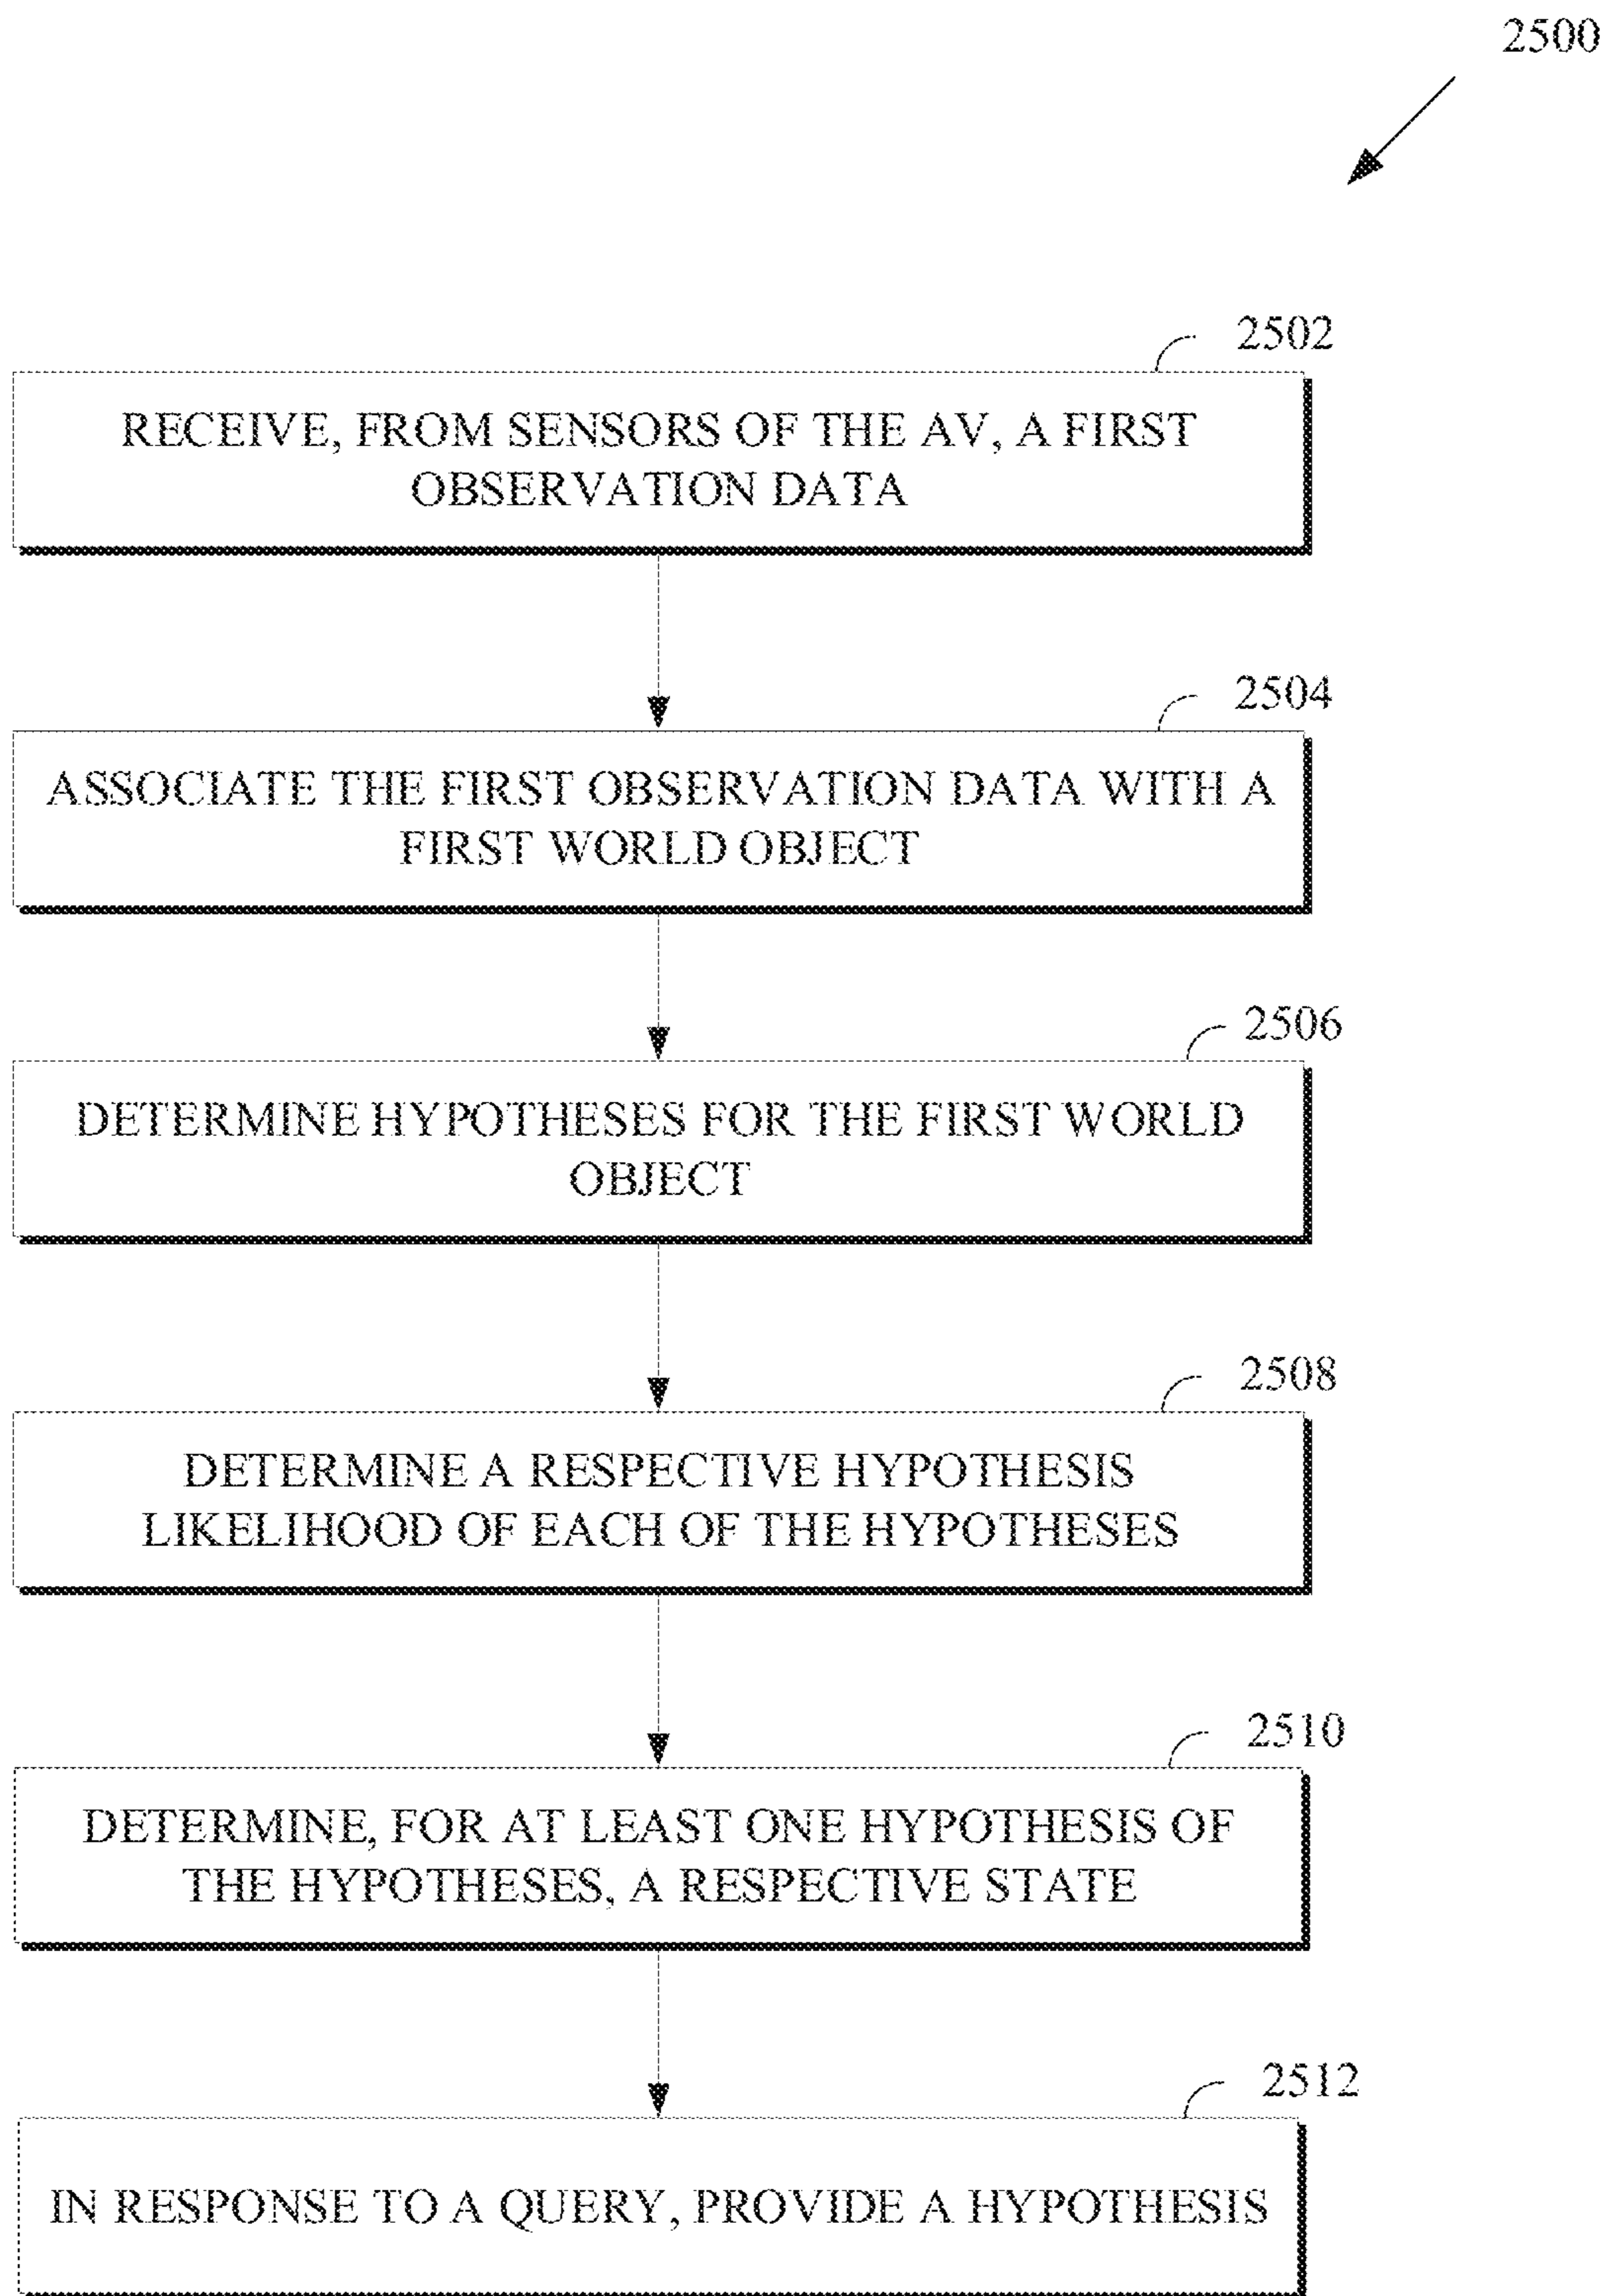 2500
2502
RECEIVE, FROM SENSORS OF THE AV, A FIRST
OBSERVATION DATA
2504
ASSOCIATE THE FIRST OBSERVATION DATA WITH A
FIRST WORLD OBJECT
2506
DETERMINE HYPOTHESES FOR THE FIRST WORLD
OBJECT
2508
DETERMINE A RESPECTIVE HYPOTHESIS
LIKELIHOOD OF EACH OF THE HYPOTHESES
2510
DETERMINE, FOR AT LEAST ONE HYPOTHESIS OF
THE HYPOTHESES, A RESPECTIVE STATE
2512
IN RESPONSE TO A QUERY, PROVIDE A HYPOTHESIS